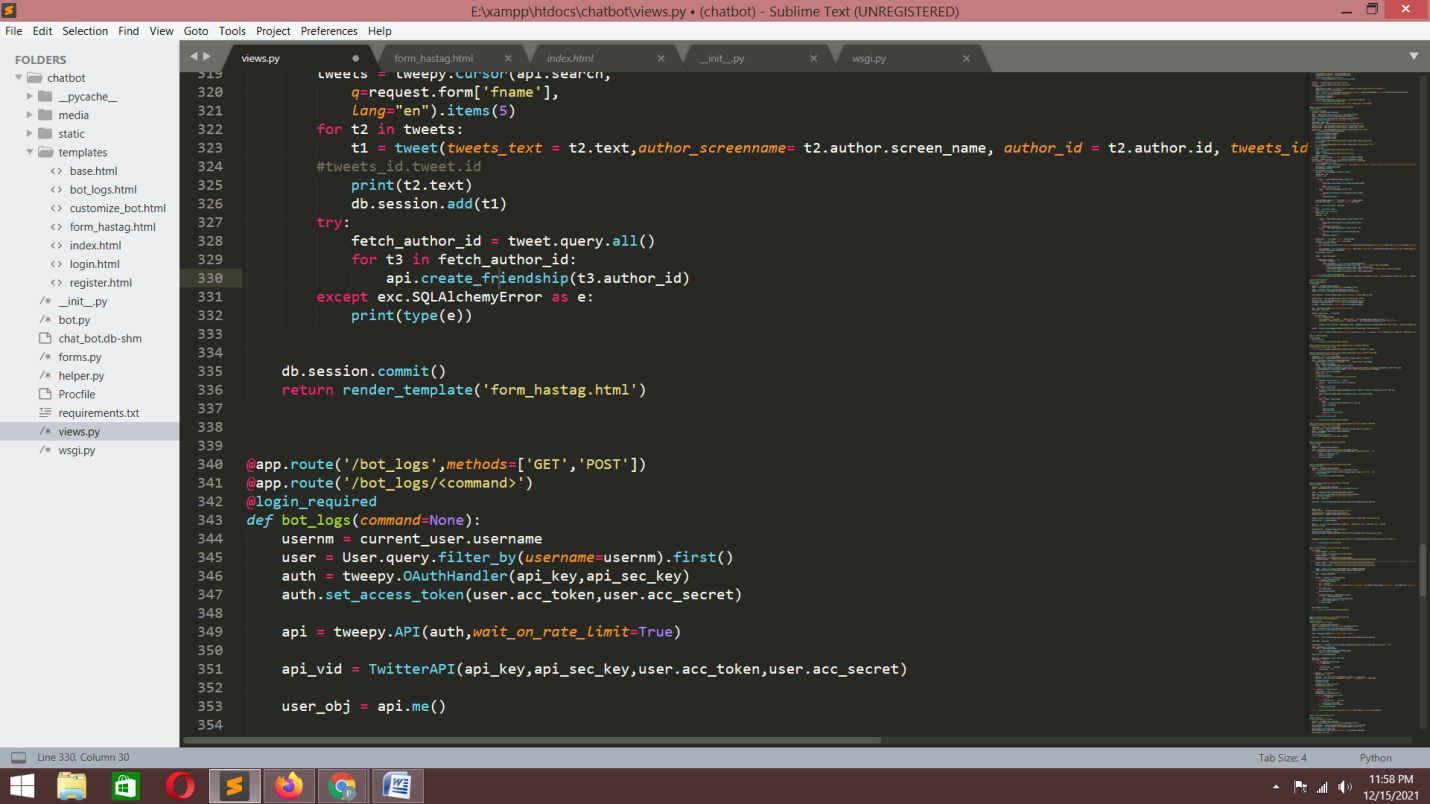 E:\xampp\htdocs\chatbot\views.py • (chatbot) - Sublime Text (UNREGISTERED)
File Edit Selection Find View Goto Tools Project Preferences Help
FOLDERS
chatbot
__pycache__
media
static
templates
<> base.html
<> bot_logs.html
<> customize_bot.html
<> form_hastag.html
<> index.html
<> login.html
<> register.html
/* __init__.py
/* bot.py
chat_bot.db-shm
/* forms.py
/* helper.py
Procfile
requirements.txt
/* views.py
/* wsgi.py
views.py form_hastag.html index.html __init__.py wsgi.py
319 tweets = tweepy.Cursor(api.search,
320 q=request.form['fname'],
321 lang="en").items(5)
322 for t2 in tweets:
323 t1 = tweet(tweets_text = t2.text,author_screenname= t2.author.screen_name, author_id = t2.author.id, tweets_id
324 #tweets_id.tweet.id
325 print(t2.text)
326 db.session.add(t1)
327 try:
328 fetch_author_id = tweet.query.all()
329 for t3 in fetch_author_id:
330 api.create_friendship(t3.author_id)
331 except exc.SQLAlchemyError as e:
332 print(type(e))
333
334
335 db.session.commit()
336 return render_template('form_hastag.html')
337
338
339
340 @app.route('/bot_logs',methods=['GET','POST'])
341 @app.route('/bot_logs/<command>')
342 @login_required
343 def bot_logs(command=None):
344 usernm = current_user.username
345 user = User.query.filter_by(username=usernm).first()
346 auth = tweepy.OAuthHandler(api_key,api_sec_key)
347 auth.set_access_token(user.acc_token,user.acc_secret)
348
349 api = tweepy.API(auth,wait_on_rate_limit=True)
350
351 api_vid = TwitterAPI(api_key,api_sec_key,user.acc_token,user.acc_secret)
352
353 user_obj = api.me()
354
Line 330, Column 30 Tab Size: 4 Python
11:58 PM
12/15/2021